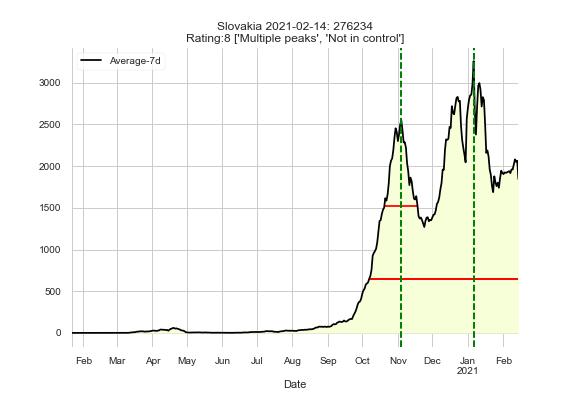 Slovakia 2021-02-14: 276234
Rating:8 ['Multiple peaks', 'Not in control']
Average-7d
3000
2500
2000
1500
1000
500
0
Feb Mar Apr May Jun Jul Aug Sep Oct Nov Dec Jan Feb
2021
Date